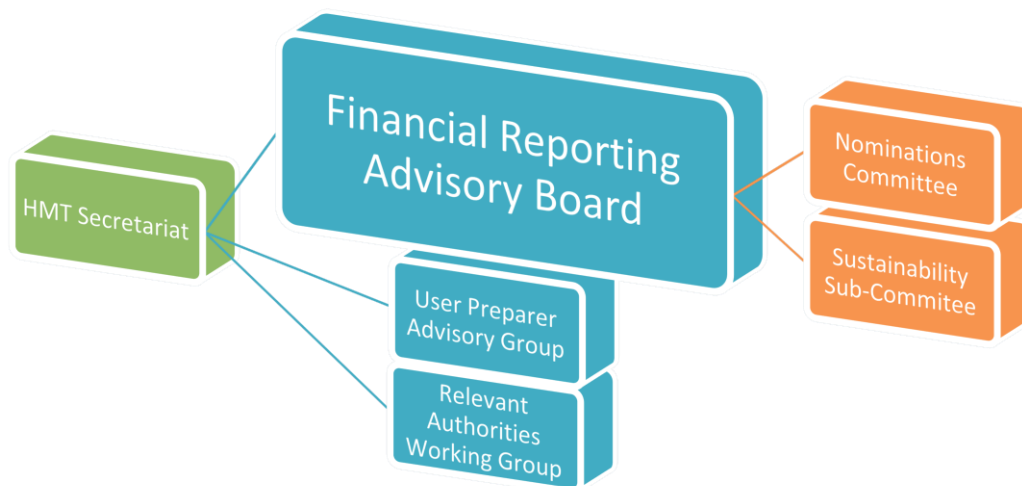 HMT Secretariat
Financial Reporting
Advisory Board
User Preparer
Advisory Group
Relevant
Authorities
Working Group
Nominations
Committee
Sustainability
Sub-Commitee